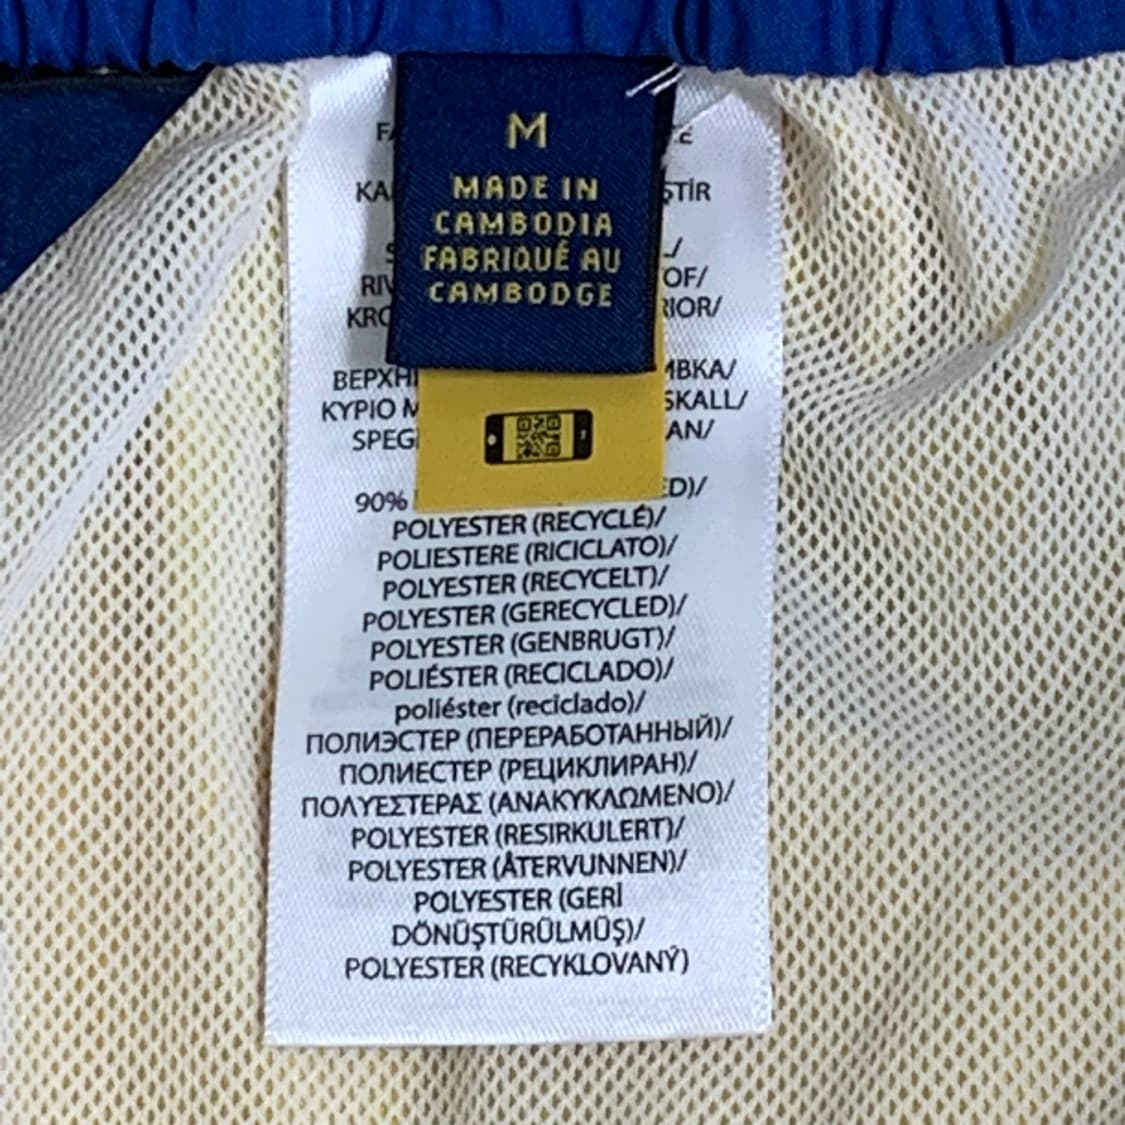 M
MADE IN
CAMBODIA
FABRIQUÉ AU
CAMBODGE
90%
POLYESTER (RECYCLÉ)/
POLIESTERE (RICICLATO)/
POLYESTER (RECYCELT)/
POLYESTER (GERECYCLED)/
POLYESTER (GENBRUGT)/
POLIÉSTER (RECICLADO)/
poliéster (reciclado)/
ПОЛИЭСТЕР (ПЕРЕРАБОТАННЫЙ)/
ПОЛИЕСТЕР (РЕЦИКЛИРАН)/
ΠΟΛΥΕΣΤΕΡΑΣ (ΑΝΑΚΥΚΛΩΜΕΝΟ)/
POLYESTER (RESIRKULERT)/
POLYESTER (ÅTERVUNNEN)/
POLYESTER (GERİ
DÖNÜŞTÜRÜLMÜŞ)/
POLYESTER (RECYKLOVANÝ)